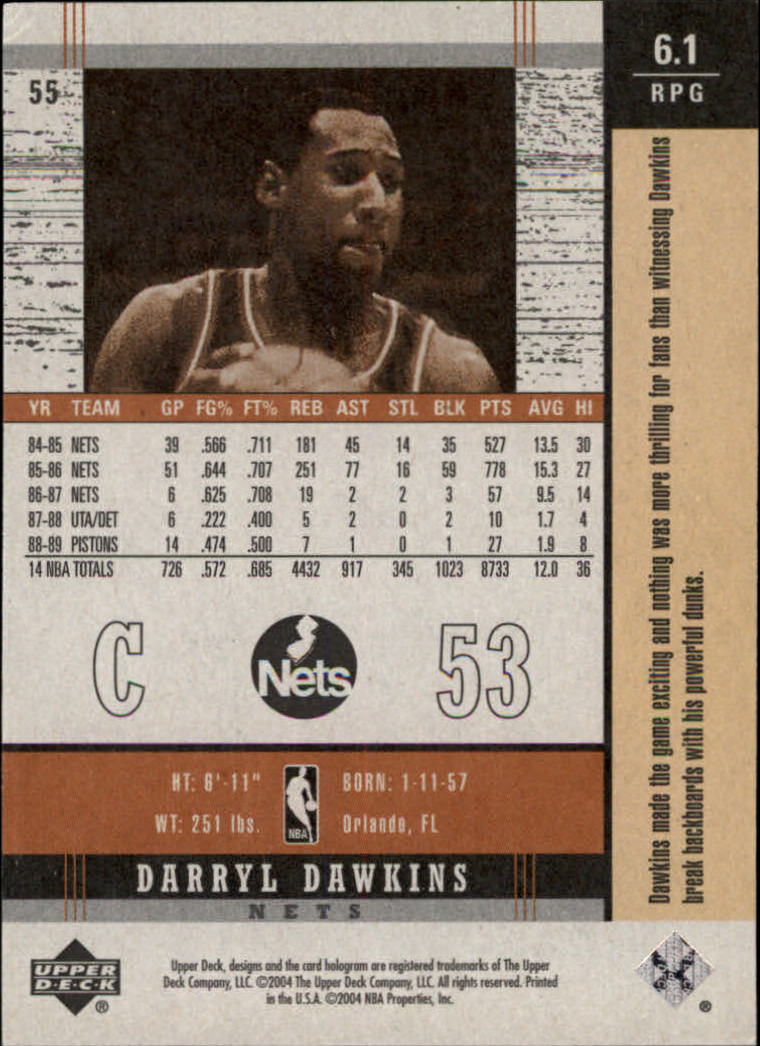 55
6.1
RPG
YR TEAM GP FG% FT% REB AST STL BLK PTS AVG HI
84-85 NETS 39 .566 .711 181 45 14 35 527 13.5 30
85-86 NETS 51 .644 .707 251 77 16 59 778 15.3 27
86-87 NETS 6 .625 .708 19 2 2 3 57 9.5 14
87-88 UTA/DET 6 .222 .400 5 2 0 2 10 1.7 4
88-89 PISTONS 14 .474 .500 7 1 0 1 27 1.9 8
14 NBA TOTALS 726 .572 .685 4432 917 345 1023 8733 12.0 36
C Nets 53
HT: 6'-11" BORN: 1-11-57
WT: 251 lbs. NBA Orlando, FL
DARRYL DAWKINS
NETS
Dawkins made the game exciting and nothing was more thrilling for fans than witnessing Dawkins
break backboards with his powerful dunks.
UPPER
D·E·C·K
®
Upper Deck, designs and the card hologram are registered trademarks of The Upper
Deck Company, LLC. ©2004 The Upper Deck Company, LLC. All rights reserved. Printed
in the U.S.A. ©2004 NBA Properties, Inc.
®